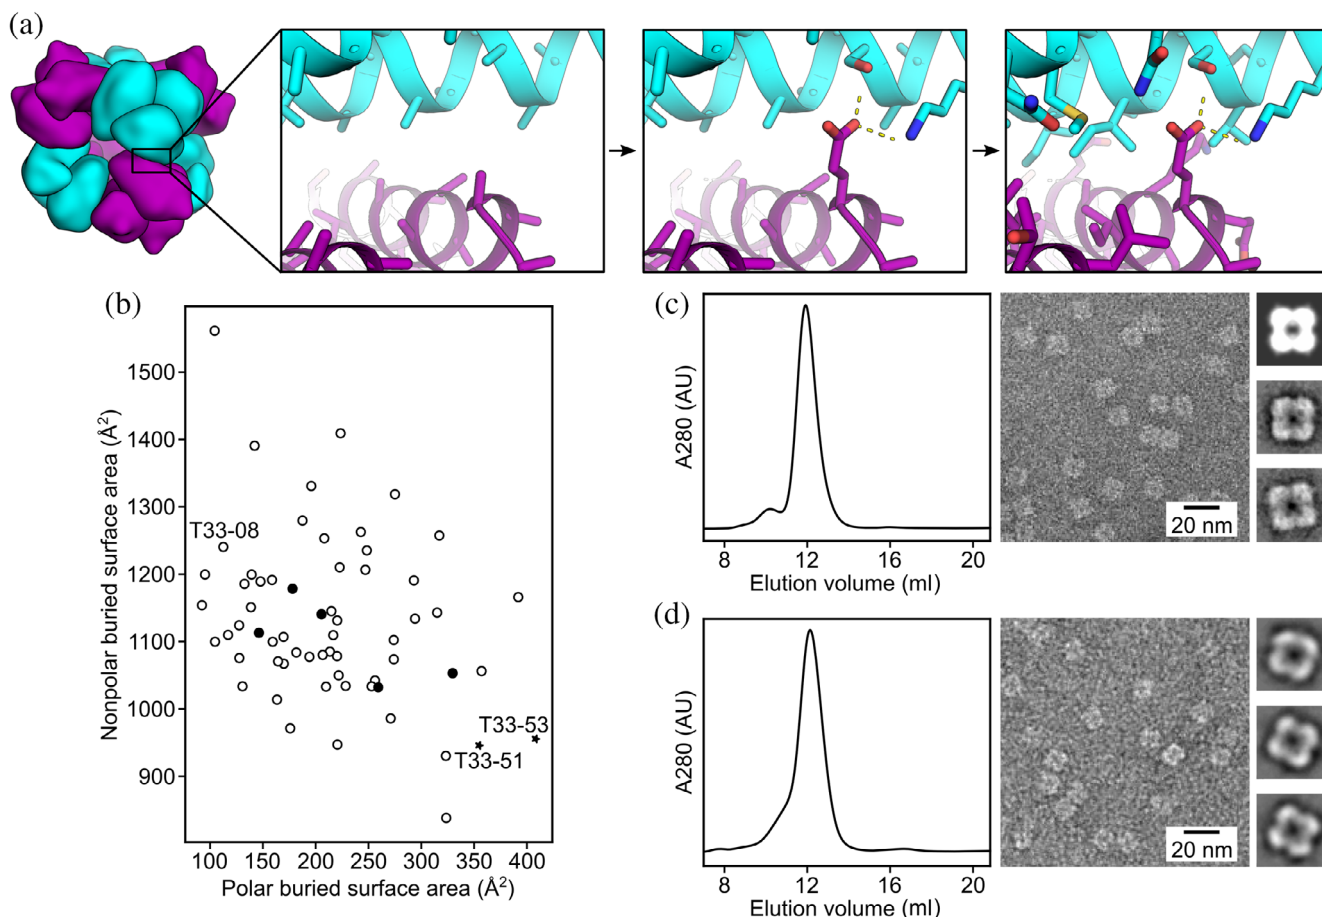 (a)
(b)
Nonpolar buried surface area (Å²)
1500
1400
1300
1200
1100
1000
900
T33-08
T33-53
T33-51
100 150 200 250 300 350 400
Polar buried surface area (Å²)
(c)
A280 (AU)
8 12 16 20
Elution volume (ml)
20 nm
(d)
A280 (AU)
8 12 16 20
Elution volume (ml)
20 nm